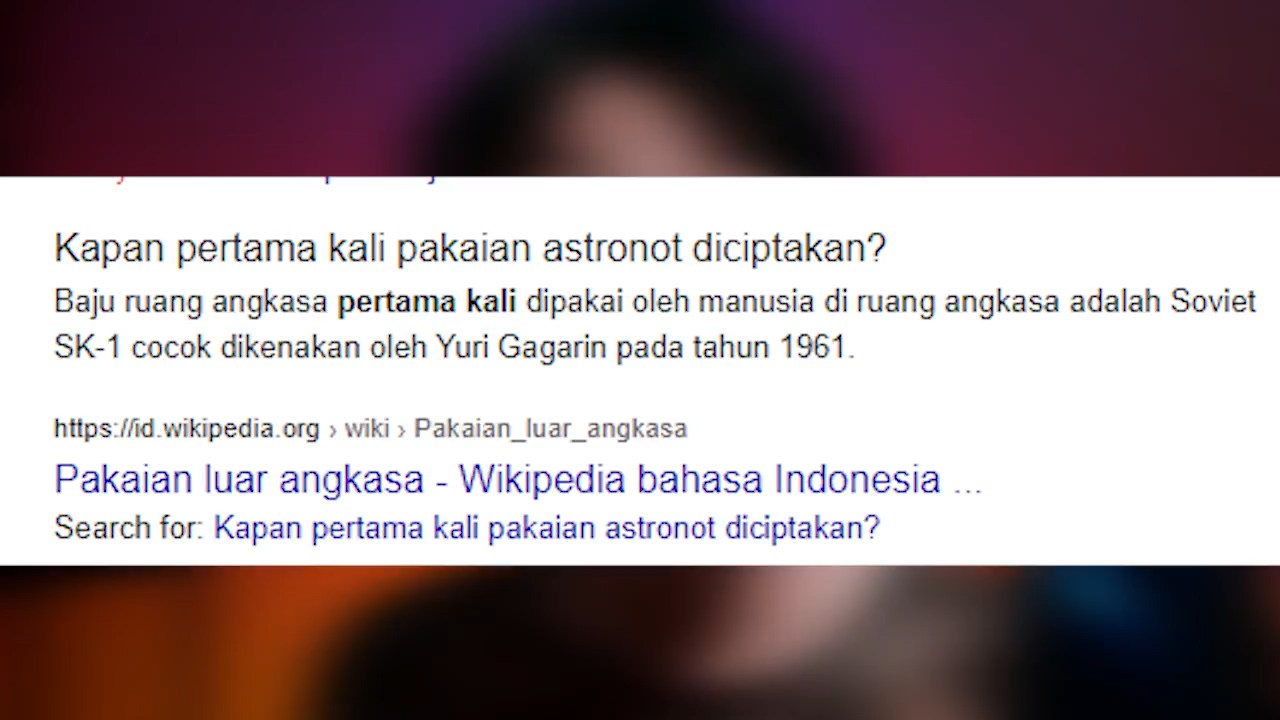 Kapan pertama kali pakaian astronot diciptakan?
Baju ruang angkasa pertama kali dipakai oleh manusia di ruang angkasa adalah Soviet
SK-1 cocok dikenakan oleh Yuri Gagarin pada tahun 1961.
https://id.wikipedia.org › wiki › Pakaian_luar_angkasa
Pakaian luar angkasa - Wikipedia bahasa Indonesia ...
Search for: Kapan pertama kali pakaian astronot diciptakan?